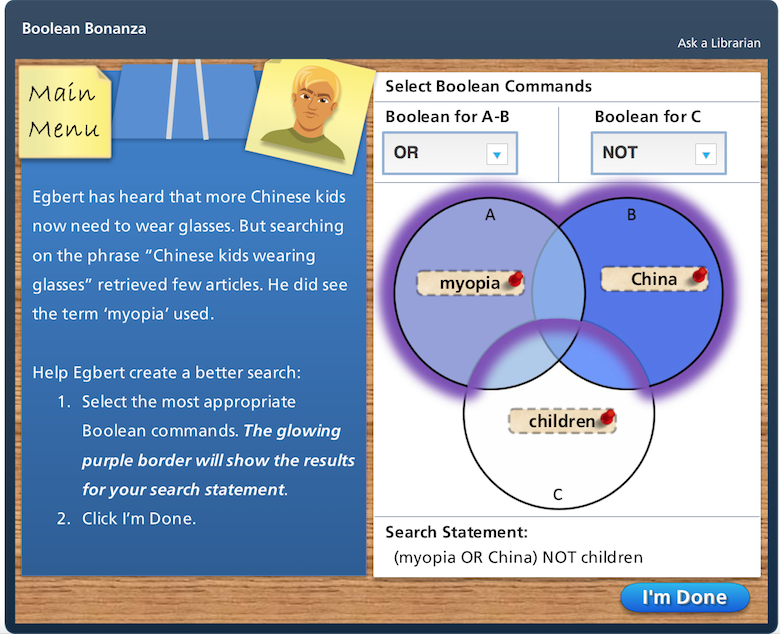 Boolean Bonanza
Ask a Librarian
Main
Menu
Egbert has heard that more Chinese kids
now need to wear glasses. But searching
on the phrase “Chinese kids wearing
glasses” retrieved few articles. He did see
the term ‘myopia’ used.
Help Egbert create a better search:
1. Select the most appropriate
Boolean commands. The glowing
purple border will show the results
for your search statement.
2. Click I’m Done.
Select Boolean Commands
Boolean for A-B
Boolean for C
OR
NOT
A
B
myopia
China
children
C
Search Statement:
(myopia OR China) NOT children
I'm Done